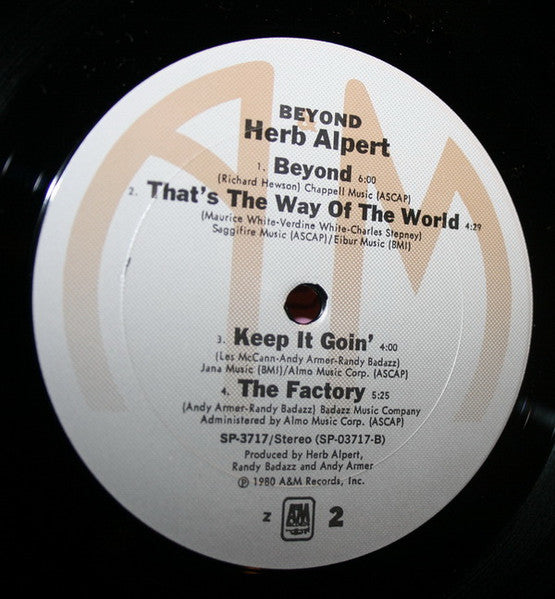 A&M
BEYOND
Herb Alpert
1. Beyond 6:00
(Richard Hewson) Chappell Music (ASCAP)
2. That's The Way Of The World 4:29
(Maurice White-Verdine White-Charles Stepney)
Saggifire Music (ASCAP)/Eibur Music (BMI)
3. Keep It Goin' 4:00
(Les McCann-Andy Armer-Randy Badazz)
Jana Music (BMI)/Almo Music Corp. (ASCAP)
4. The Factory 5:25
(Andy Armer-Randy Badazz) Badazz Music Company
Administered by Almo Music Corp. (ASCAP)
SP-3717/Stereo (SP-03717-B)
Produced by Herb Alpert,
Randy Badazz and Andy Armer
℗ 1980 A&M Records, Inc.
Z A&M 2